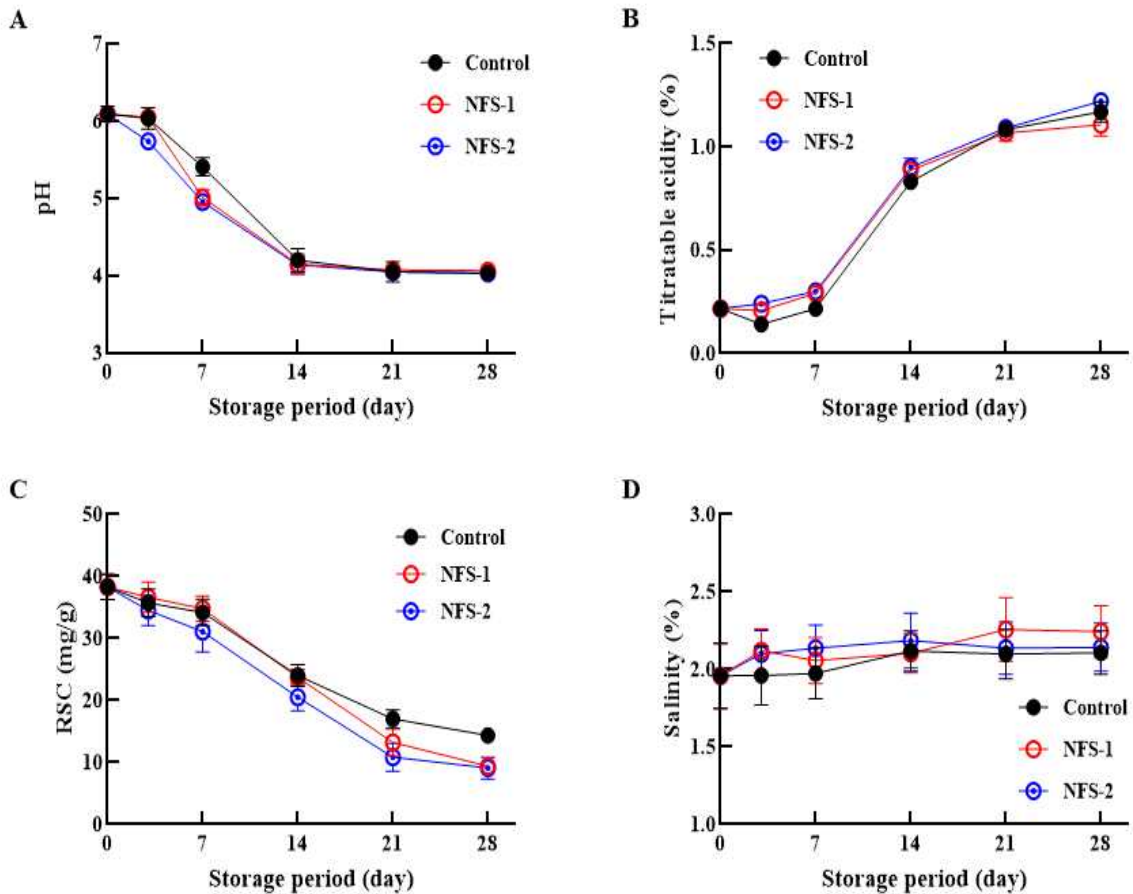 A
7
6
5
4
3
pH
Control
NFS-1
NFS-2
0 7 14 21 28
Storage period (day)
B
1.5
1.0
0.5
0.0
Titratable acidity (%)
Control
NFS-1
NFS-2
0 7 14 21 28
Storage period (day)
C
50
40
30
20
10
0
RSC (mg/g)
Control
NFS-1
NFS-2
0 7 14 21 28
Storage period (day)
D
3.0
2.5
2.0
1.5
1.0
Salinity (%)
Control
NFS-1
NFS-2
0 7 14 21 28
Storage period (day)